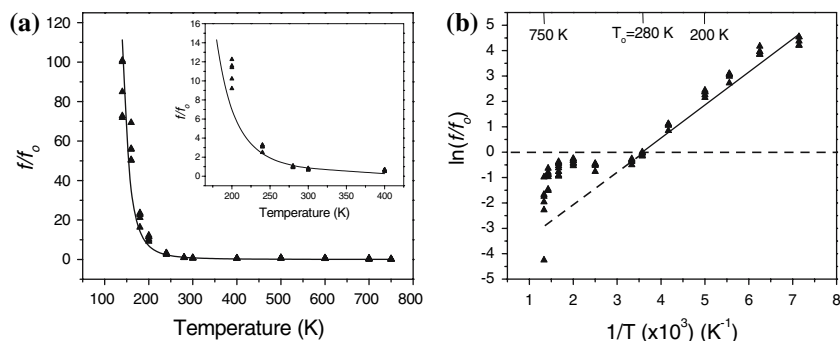 (a)
120
100
80
60
40
20
0
f/fo
100 200 300 400 500 600 700 800
Temperature (K)
16
14
12
10
8
6
4
2
0
f/fo
200 250 300 350 400
Temperature (K)
(b)
750 K
To=280 K
200 K
5
4
3
2
1
0
-1
-2
-3
-4
-5
ln(f/fo)
1 2 3 4 5 6 7 8
1/T (x10³) (K⁻¹)